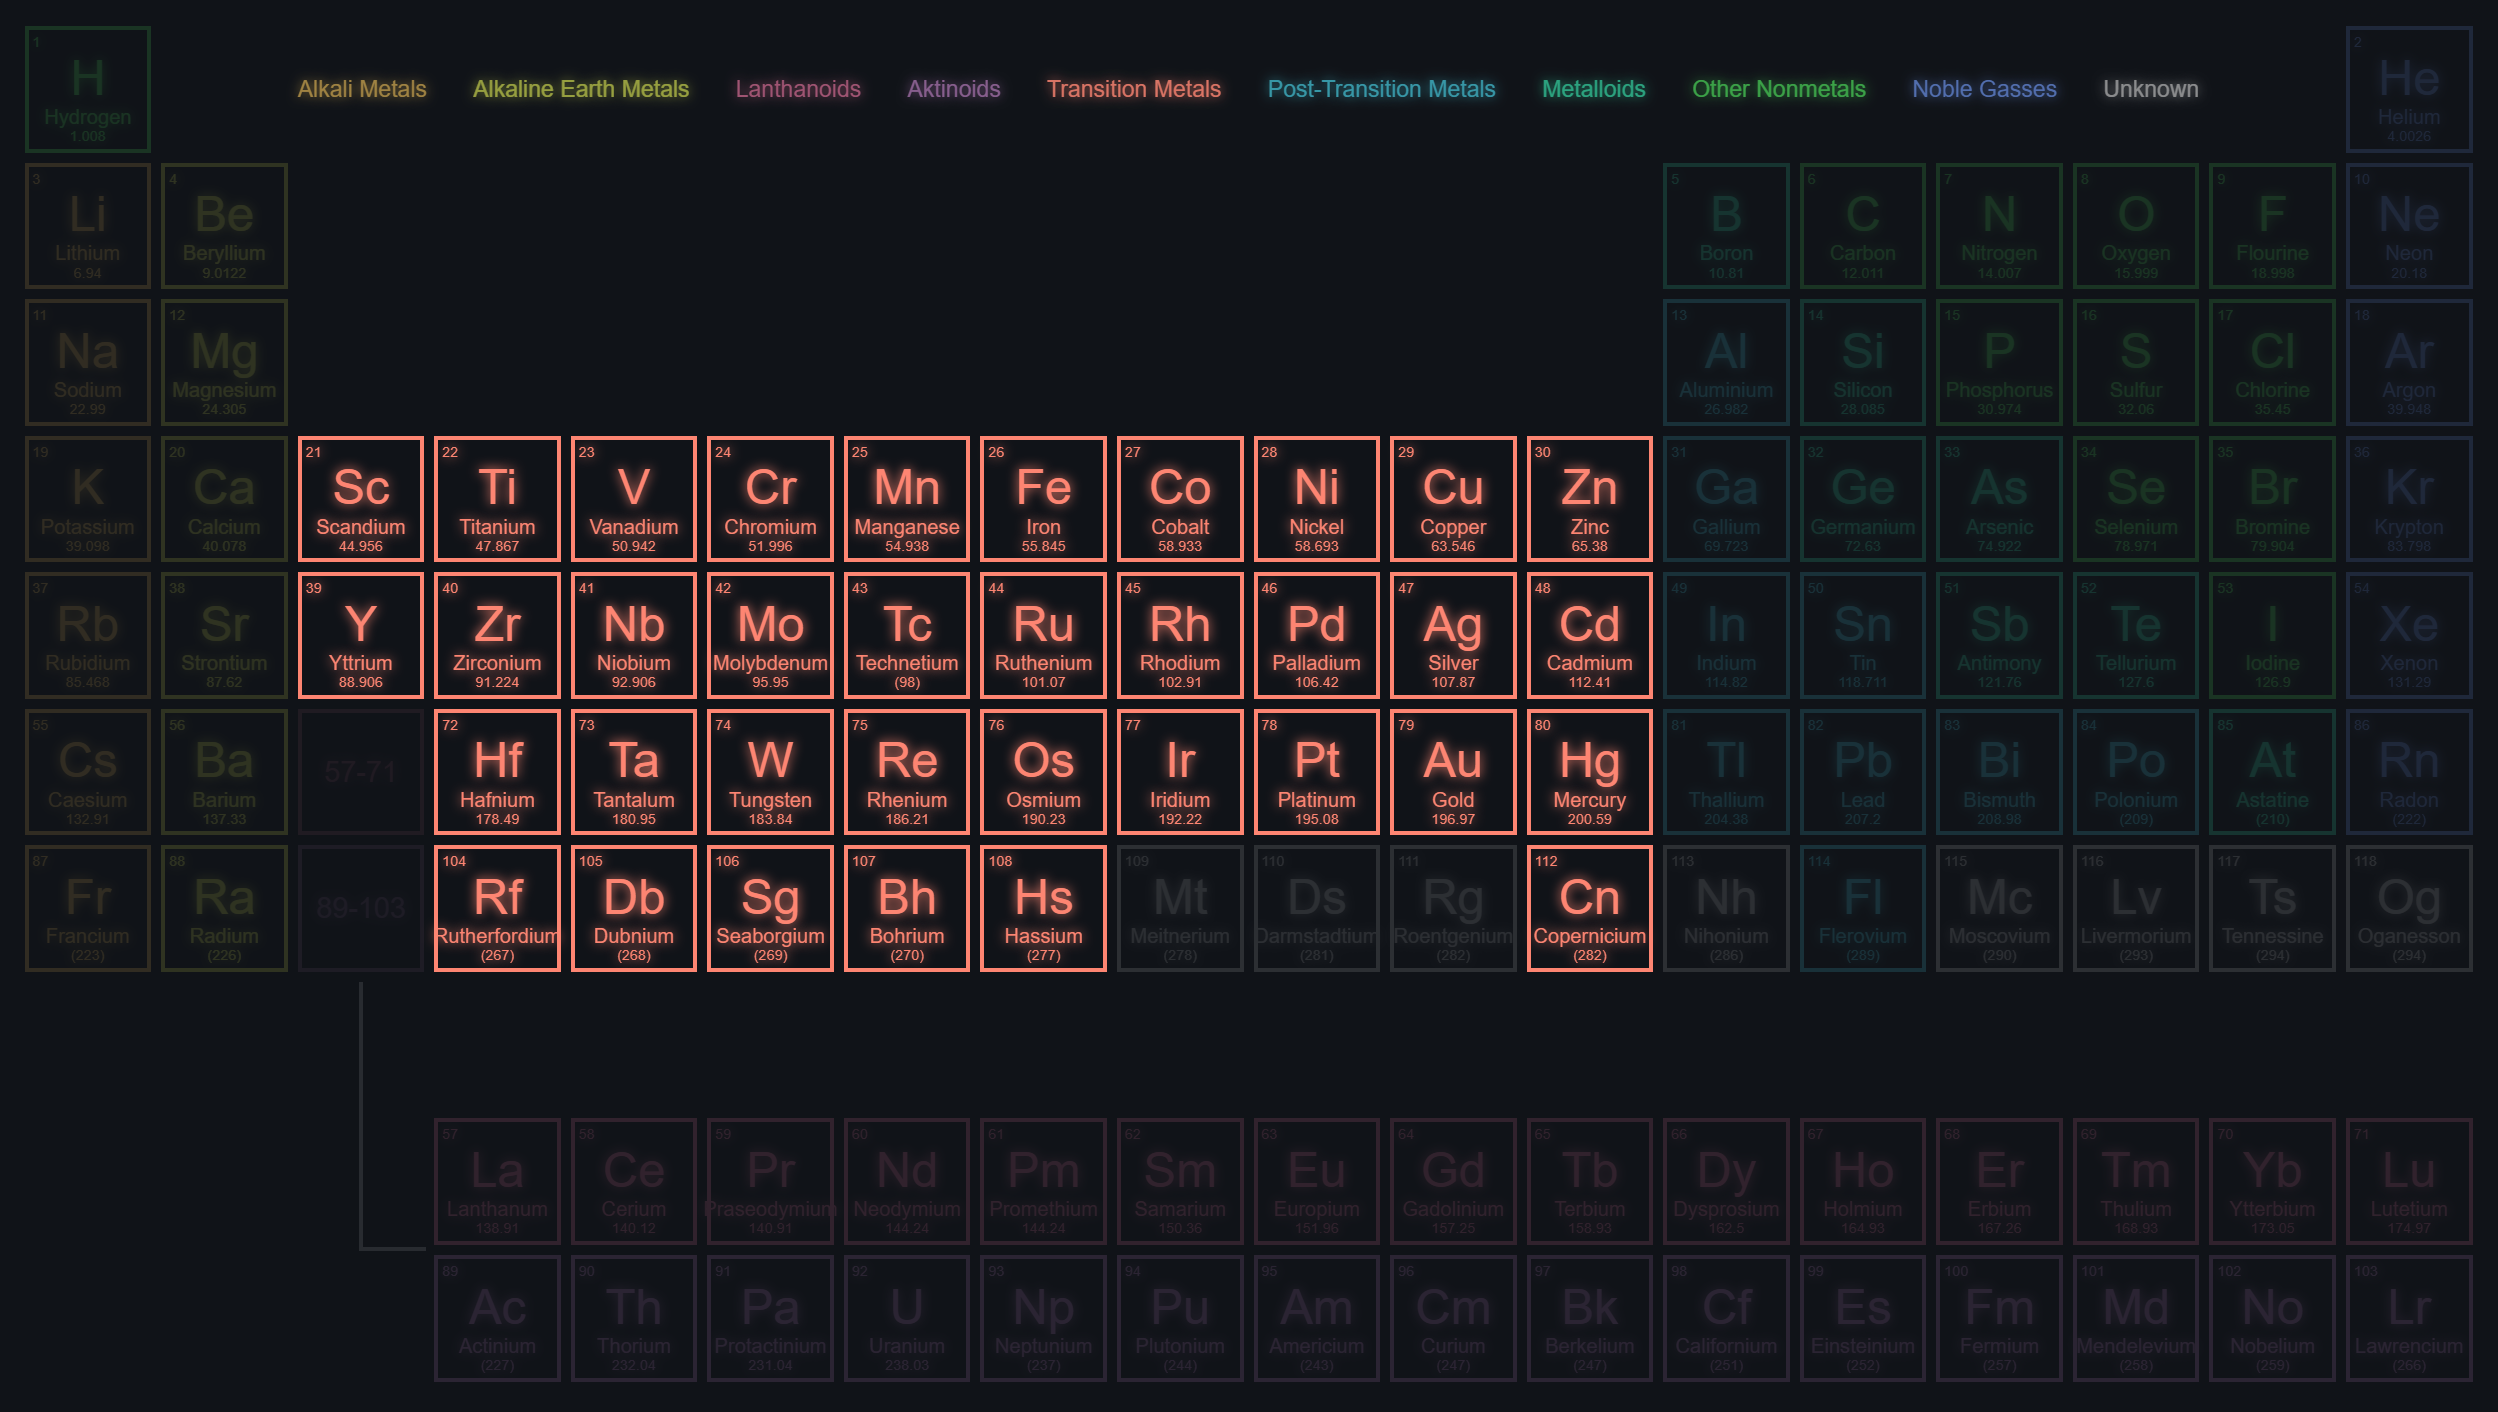 1
H
Hydrogen
1.008
Alkali Metals Alkaline Earth Metals Lanthanoids Aktinoids Transition Metals Post-Transition Metals Metalloids Other Nonmetals Noble Gasses Unknown
2
He
Helium
4.0026
3 4 5 6 7 8 9 10
Li Be B C N O F Ne
Lithium Beryllium Boron Carbon Nitrogen Oxygen Flourine Neon
6.94 9.0122 10.81 12.011 14.007 15.999 18.998 20.18
11 12 13 14 15 16 17 18
Na Mg Al Si P S Cl Ar
Sodium Magnesium Aluminium Silicon Phosphorus Sulfur Chlorine Argon
22.99 24.305 26.982 28.085 30.974 32.06 35.45 39.948
19 20 21 22 23 24 25 26 27 28 29 30 31 32 33 34 35 36
K Ca Sc Ti V Cr Mn Fe Co Ni Cu Zn Ga Ge As Se Br Kr
Potassium Calcium Scandium Titanium Vanadium Chromium Manganese Iron Cobalt Nickel Copper Zinc Gallium Germanium Arsenic Selenium Bromine Krypton
39.098 40.078 44.956 47.867 50.942 51.996 54.938 55.845 58.933 58.693 63.546 65.38 69.723 72.63 74.922 78.971 79.904 83.798
37 38 39 40 41 42 43 44 45 46 47 48 49 50 51 52 53 54
Rb Sr Y Zr Nb Mo Tc Ru Rh Pd Ag Cd In Sn Sb Te I Xe
Rubidium Strontium Yttrium Zirconium Niobium Molybdenum Technetium Ruthenium Rhodium Palladium Silver Cadmium Indium Tin Antimony Tellurium Iodine Xenon
85.468 87.62 88.906 91.224 92.906 95.95 (98) 101.07 102.91 106.42 107.87 112.41 114.82 118.711 121.76 127.6 126.9 131.29
55 56 72 73 74 75 76 77 78 79 80 81 82 83 84 85 86
Cs Ba 57-71 Hf Ta W Re Os Ir Pt Au Hg Tl Pb Bi Po At Rn
Caesium Barium Hafnium Tantalum Tungsten Rhenium Osmium Iridium Platinum Gold Mercury Thallium Lead Bismuth Polonium Astatine Radon
132.91 137.33 178.49 180.95 183.84 186.21 190.23 192.22 195.08 196.97 200.59 204.38 207.2 208.98 (209) (210) (222)
87 88 104 105 106 107 108 109 110 111 112 113 114 115 116 117 118
Fr Ra 89-103 Rf Db Sg Bh Hs Mt Ds Rg Cn Nh Fl Mc Lv Ts Og
Francium Radium Rutherfordium Dubnium Seaborgium Bohrium Hassium Meitnerium Darmstadtium Roentgenium Copernicium Nihonium Flerovium Moscovium Livermorium Tennessine Oganesson
(223) (226) (267) (268) (269) (270) (277) (278) (281) (282) (282) (286) (289) (290) (293) (294) (294)
57 58 59 60 61 62 63 64 65 66 67 68 69 70 71
La Ce Pr Nd Pm Sm Eu Gd Tb Dy Ho Er Tm Yb Lu
Lanthanum Cerium Praseodymium Neodymium Promethium Samarium Europium Gadolinium Terbium Dysprosium Holmium Erbium Thulium Ytterbium Lutetium
138.91 140.12 140.91 144.24 144.24 150.36 151.96 157.25 158.93 162.5 164.93 167.26 168.93 173.05 174.97
89 90 91 92 93 94 95 96 97 98 99 100 101 102 103
Ac Th Pa U Np Pu Am Cm Bk Cf Es Fm Md No Lr
Actinium Thorium Protactinium Uranium Neptunium Plutonium Americium Curium Berkelium Californium Einsteinium Fermium Mendelevium Nobelium Lawrencium
(227) 232.04 231.04 238.03 (237) (244) (243) (247) (247) (251) (252) (257) (258) (259) (266)